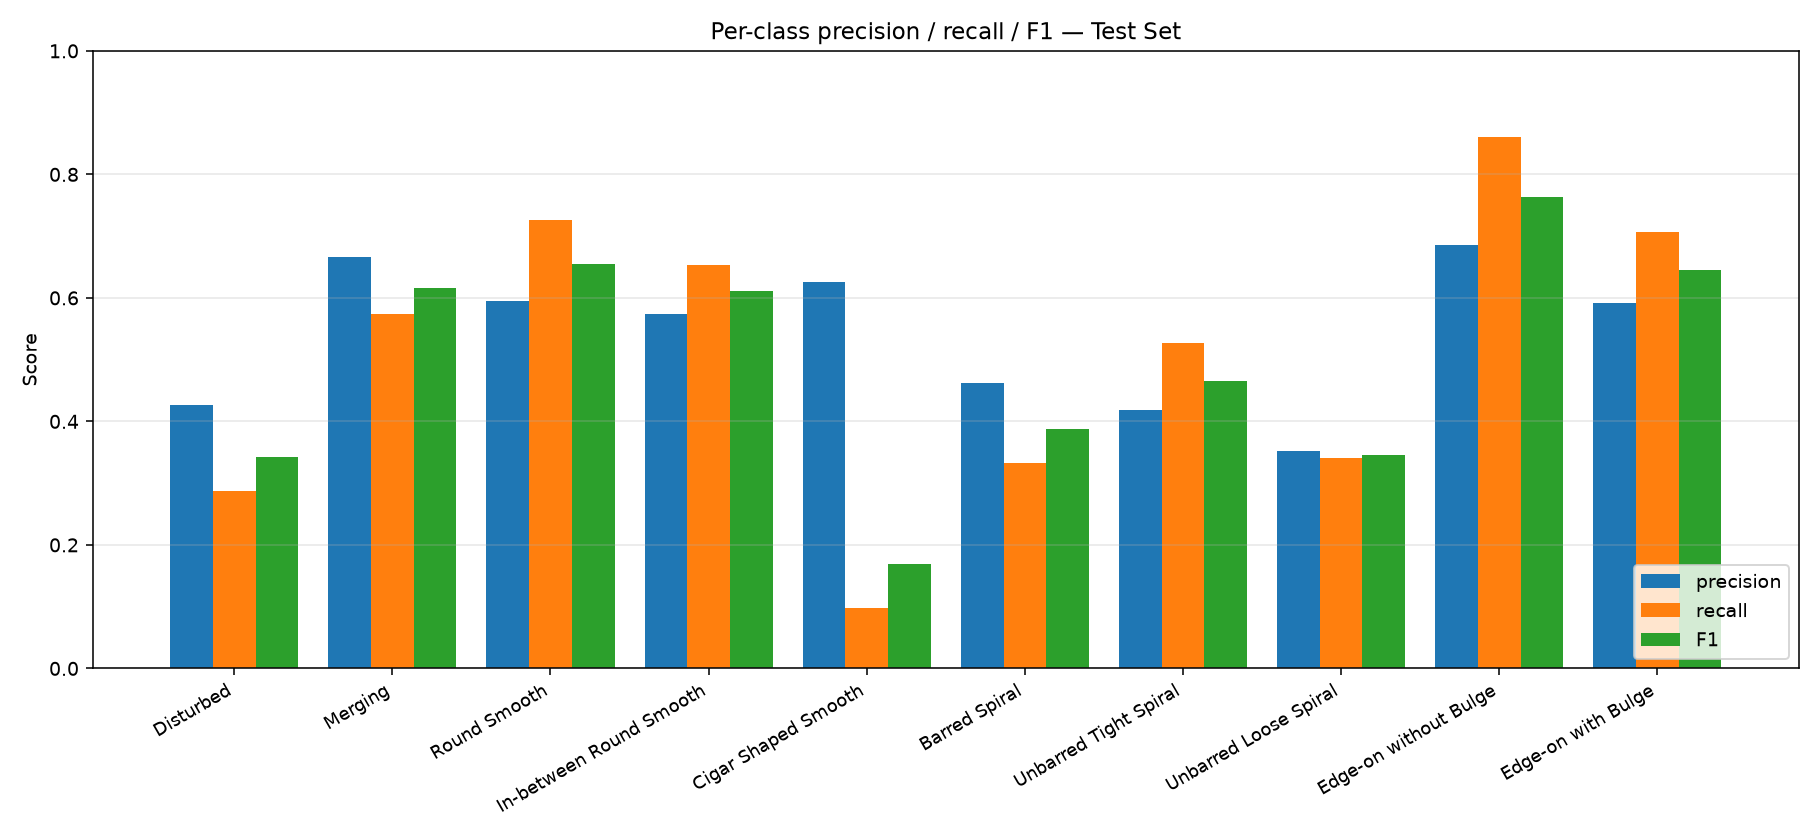 Per-class precision / recall / F1 — Test Set
Score
1.0
0.8
0.6
0.4
0.2
0.0
Disturbed
Merging
Round Smooth
In-between Round Smooth
Cigar Shaped Smooth
Barred Spiral
Unbarred Tight Spiral
Unbarred Loose Spiral
Edge-on without Bulge
Edge-on with Bulge
precision
recall
F1